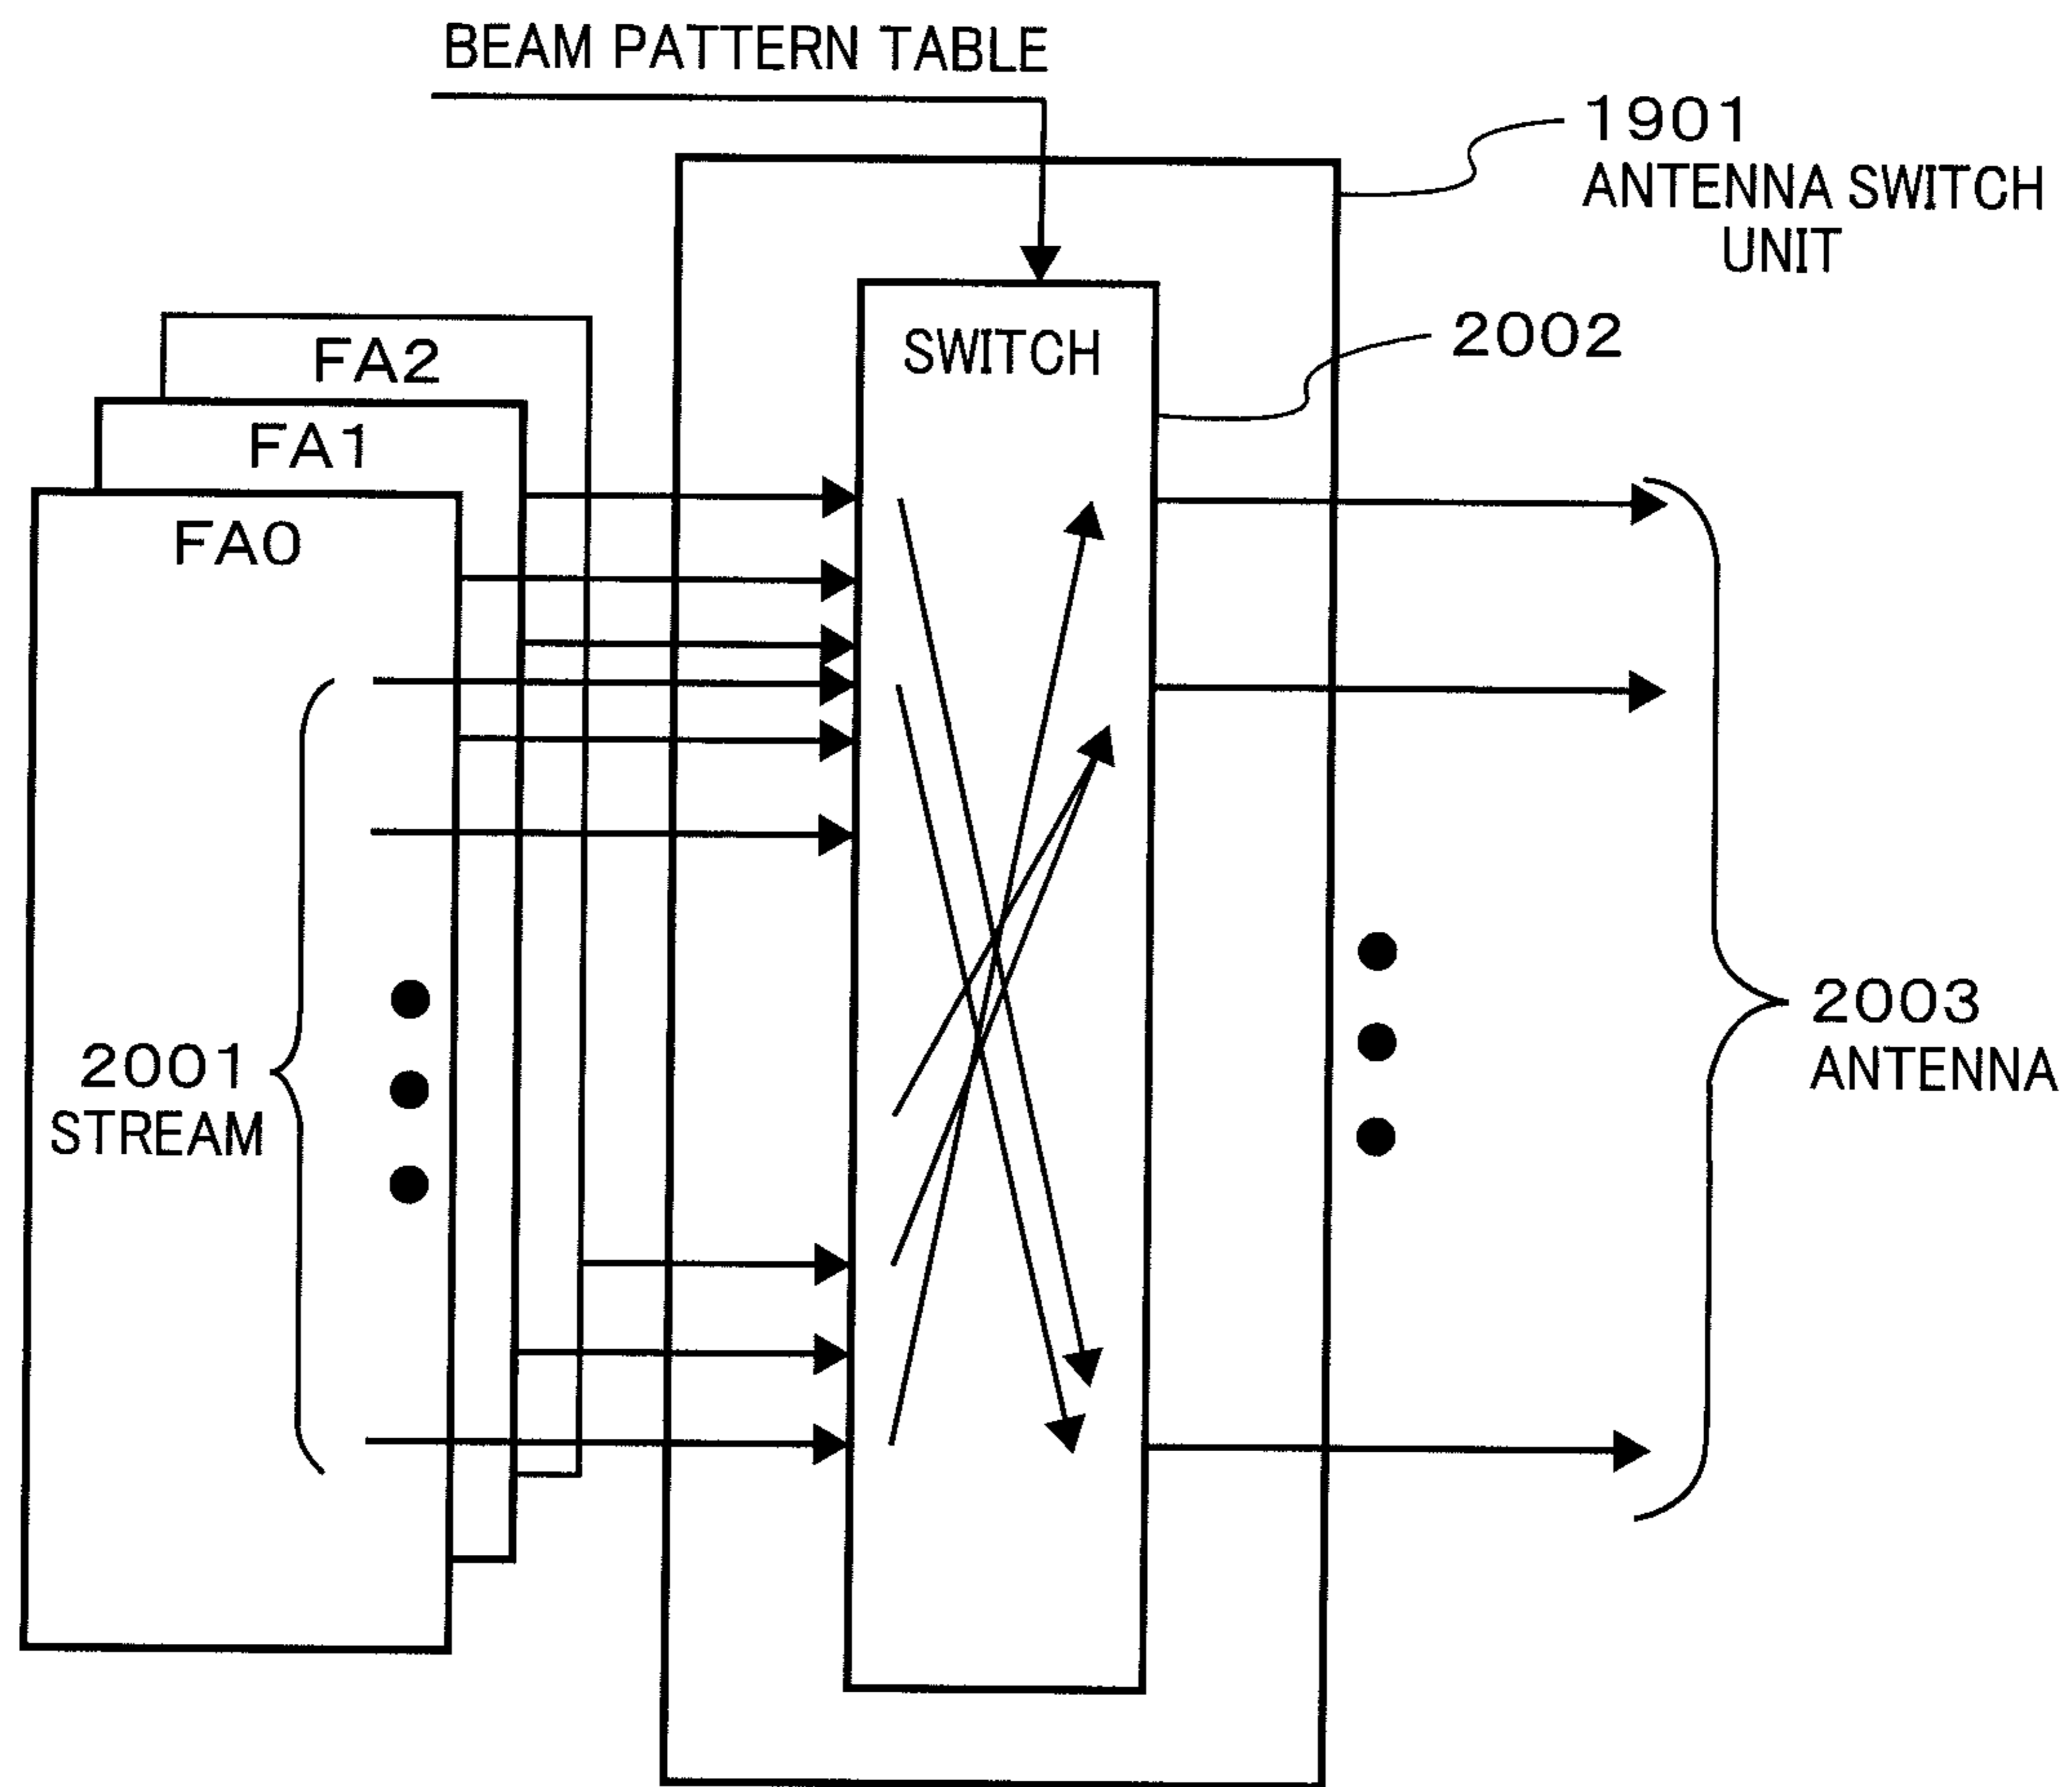 BEAM PATTERN TABLE
1901
ANTENNA SWITCH
UNIT
SWITCH
2002
FA2
FA1
FA0
2001
STREAM
2003
ANTENNA